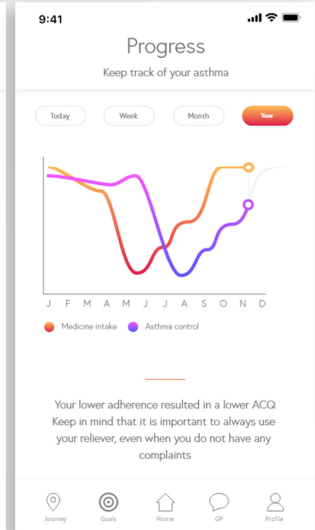 9:41
Progress
Keep track of your asthma
Today Week Month Year
J F M A M J J A S O N D
Medicine intake Asthma control
Your lower adherence resulted in a lower ACQ
Keep in mind that it is important to always use
your reliever, even when you do not have any
complaints
Journey Goals Home GP Profile